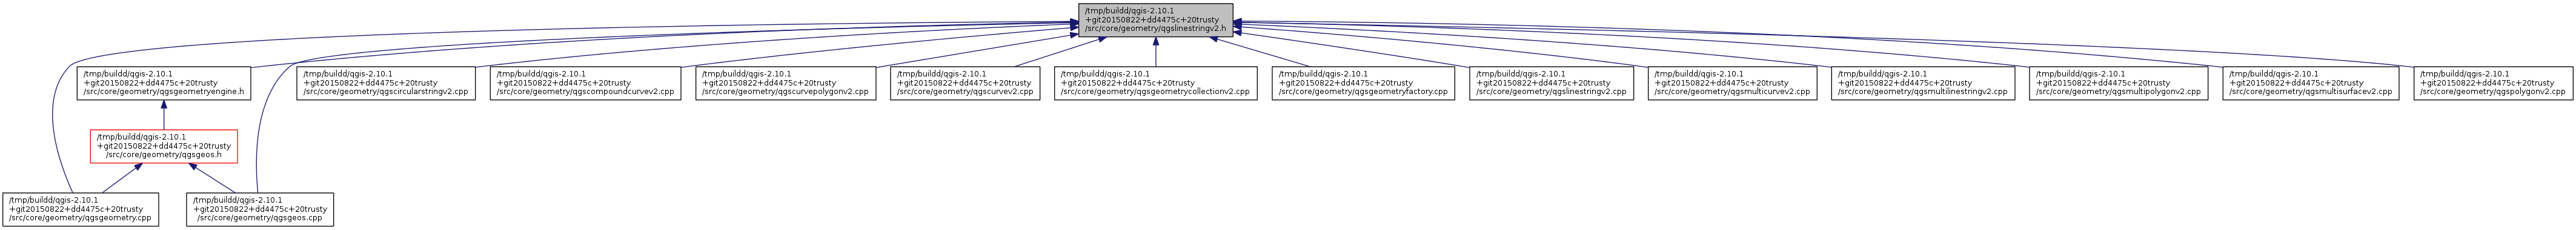 /tmp/buildd/qgis-2.10.1
+git20150822+dd4475c+20trusty
/src/core/geometry/qgslinestringv2.h
/tmp/buildd/qgis-2.10.1
+git20150822+dd4475c+20trusty
/src/core/geometry/qgsgeometryengine.h
/tmp/buildd/qgis-2.10.1
+git20150822+dd4475c+20trusty
/src/core/geometry/qgscircularstringv2.cpp
/tmp/buildd/qgis-2.10.1
+git20150822+dd4475c+20trusty
/src/core/geometry/qgscompoundcurvev2.cpp
/tmp/buildd/qgis-2.10.1
+git20150822+dd4475c+20trusty
/src/core/geometry/qgscurvepolygonv2.cpp
/tmp/buildd/qgis-2.10.1
+git20150822+dd4475c+20trusty
/src/core/geometry/qgscurvev2.cpp
/tmp/buildd/qgis-2.10.1
+git20150822+dd4475c+20trusty
/src/core/geometry/qgsgeometrycollectionv2.cpp
/tmp/buildd/qgis-2.10.1
+git20150822+dd4475c+20trusty
/src/core/geometry/qgsgeometryfactory.cpp
/tmp/buildd/qgis-2.10.1
+git20150822+dd4475c+20trusty
/src/core/geometry/qgslinestringv2.cpp
/tmp/buildd/qgis-2.10.1
+git20150822+dd4475c+20trusty
/src/core/geometry/qgsmulticurvev2.cpp
/tmp/buildd/qgis-2.10.1
+git20150822+dd4475c+20trusty
/src/core/geometry/qgsmultilinestringv2.cpp
/tmp/buildd/qgis-2.10.1
+git20150822+dd4475c+20trusty
/src/core/geometry/qgsmultipolygonv2.cpp
/tmp/buildd/qgis-2.10.1
+git20150822+dd4475c+20trusty
/src/core/geometry/qgsmultisurfacev2.cpp
/tmp/buildd/qgis-2.10.1
+git20150822+dd4475c+20trusty
/src/core/geometry/qgspolygonv2.cpp
/tmp/buildd/qgis-2.10.1
+git20150822+dd4475c+20trusty
/src/core/geometry/qgsgeos.h
/tmp/buildd/qgis-2.10.1
+git20150822+dd4475c+20trusty
/src/core/geometry/qgsgeometry.cpp
/tmp/buildd/qgis-2.10.1
+git20150822+dd4475c+20trusty
/src/core/geometry/qgsgeos.cpp